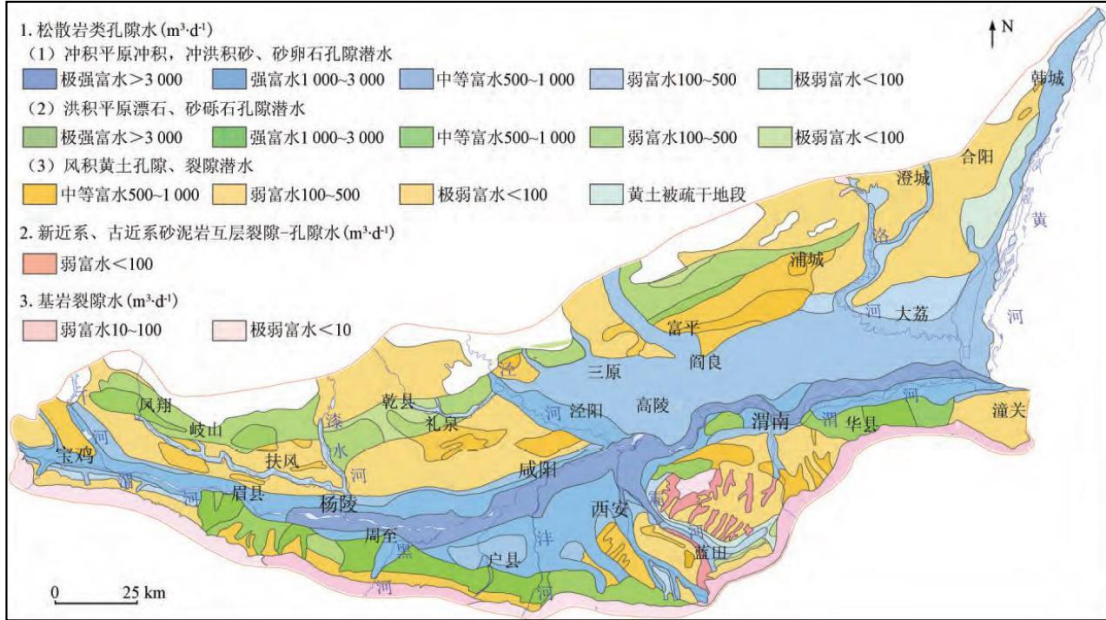 1. 松散岩类孔隙水(m³·d⁻¹)
(1) 冲积平原冲积，冲洪积砂、砂卵石孔隙潜水
极强富水>3 000 强富水1 000~3 000 中等富水500~1 000 弱富水100~500 极弱富水<100
(2) 洪积平原漂石、砂砾石孔隙潜水
极强富水>3 000 强富水1 000~3 000 中等富水500~1 000 弱富水100~500 极弱富水<100
(3) 风积黄土孔隙、裂隙潜水
中等富水500~1 000 弱富水100~500 极弱富水<100 黄土被疏干地段
2. 新近系、古近系砂泥岩互层裂隙-孔隙水(m³·d⁻¹)
弱富水<100
3. 基岩裂隙水(m³·d⁻¹)
弱富水10~100 极弱富水<10
N
韩城
合阳
澄城
黄
河
洛
河
浦城
大荔
富平
阎良
三原
泾
河
泾阳
高陵
乾县
礼泉
漆
水
河
凤翔
岐山
扶风
宝鸡
河
渭
河
眉县
杨陵
咸阳
渭南
渭
河
华县
潼关
周至
黑
河
户县
沣
河
西安
河
蓝田
0 25 km